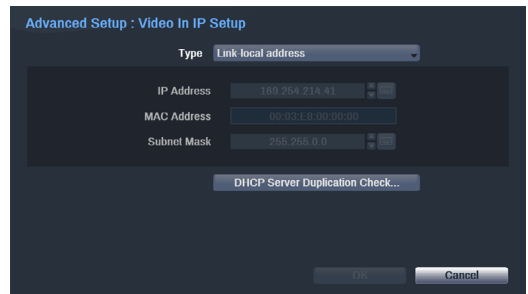 Advanced Setup : Video In IP Setup
Type Link-local address
IP Address 169.254.214.41
MAC Address 00:03:E8:00:00:00
Subnet Mask 255.255.0.0
DHCP Server Duplication Check...
OK Cancel